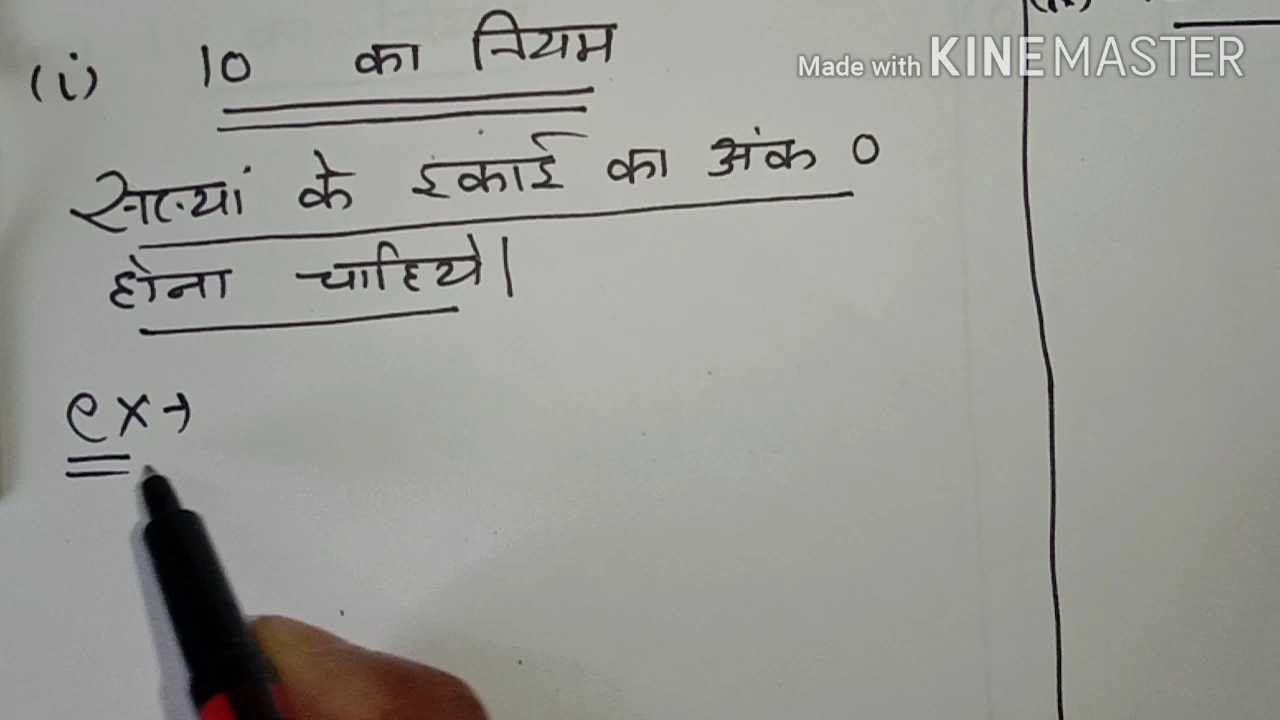 (i) 10 का नियम
Made with KINEMASTER
संख्यां के इकाई का अंक 0
होना चाहिये।
ex→